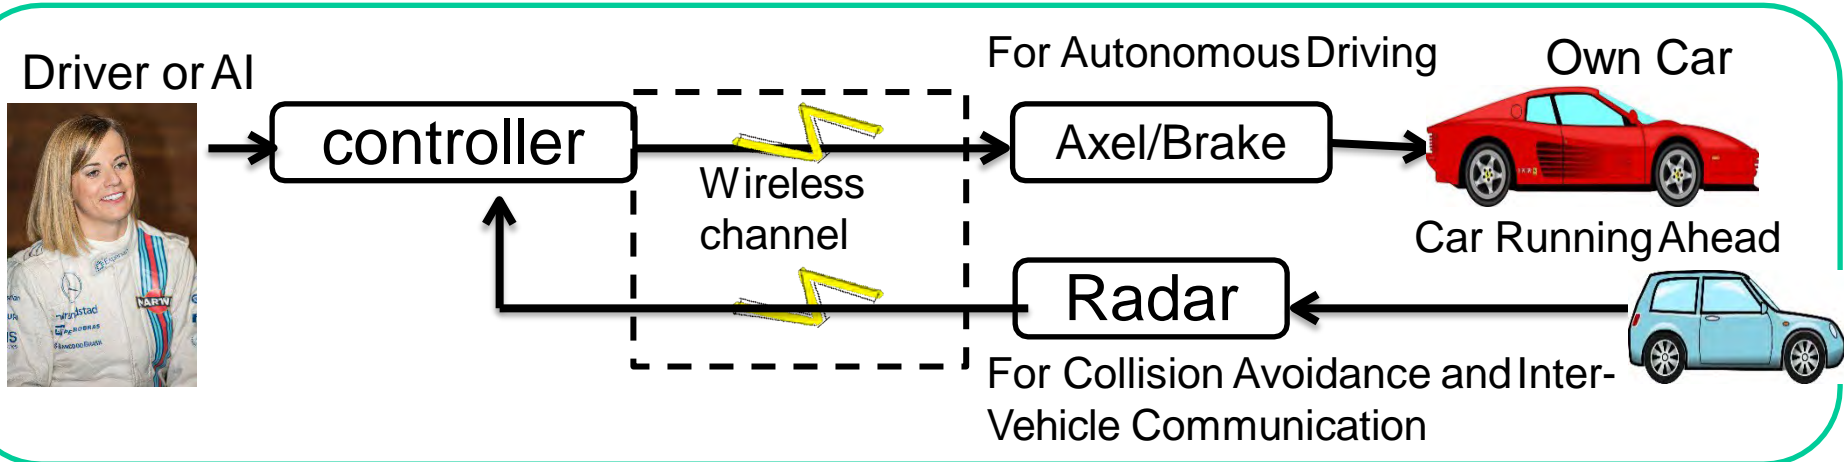 Driver or AI
controller
Wireless
channel
For Autonomous Driving
Axel/Brake
Own Car
Car Running Ahead
Radar
For Collision Avoidance and Inter-
Vehicle Communication
randstad